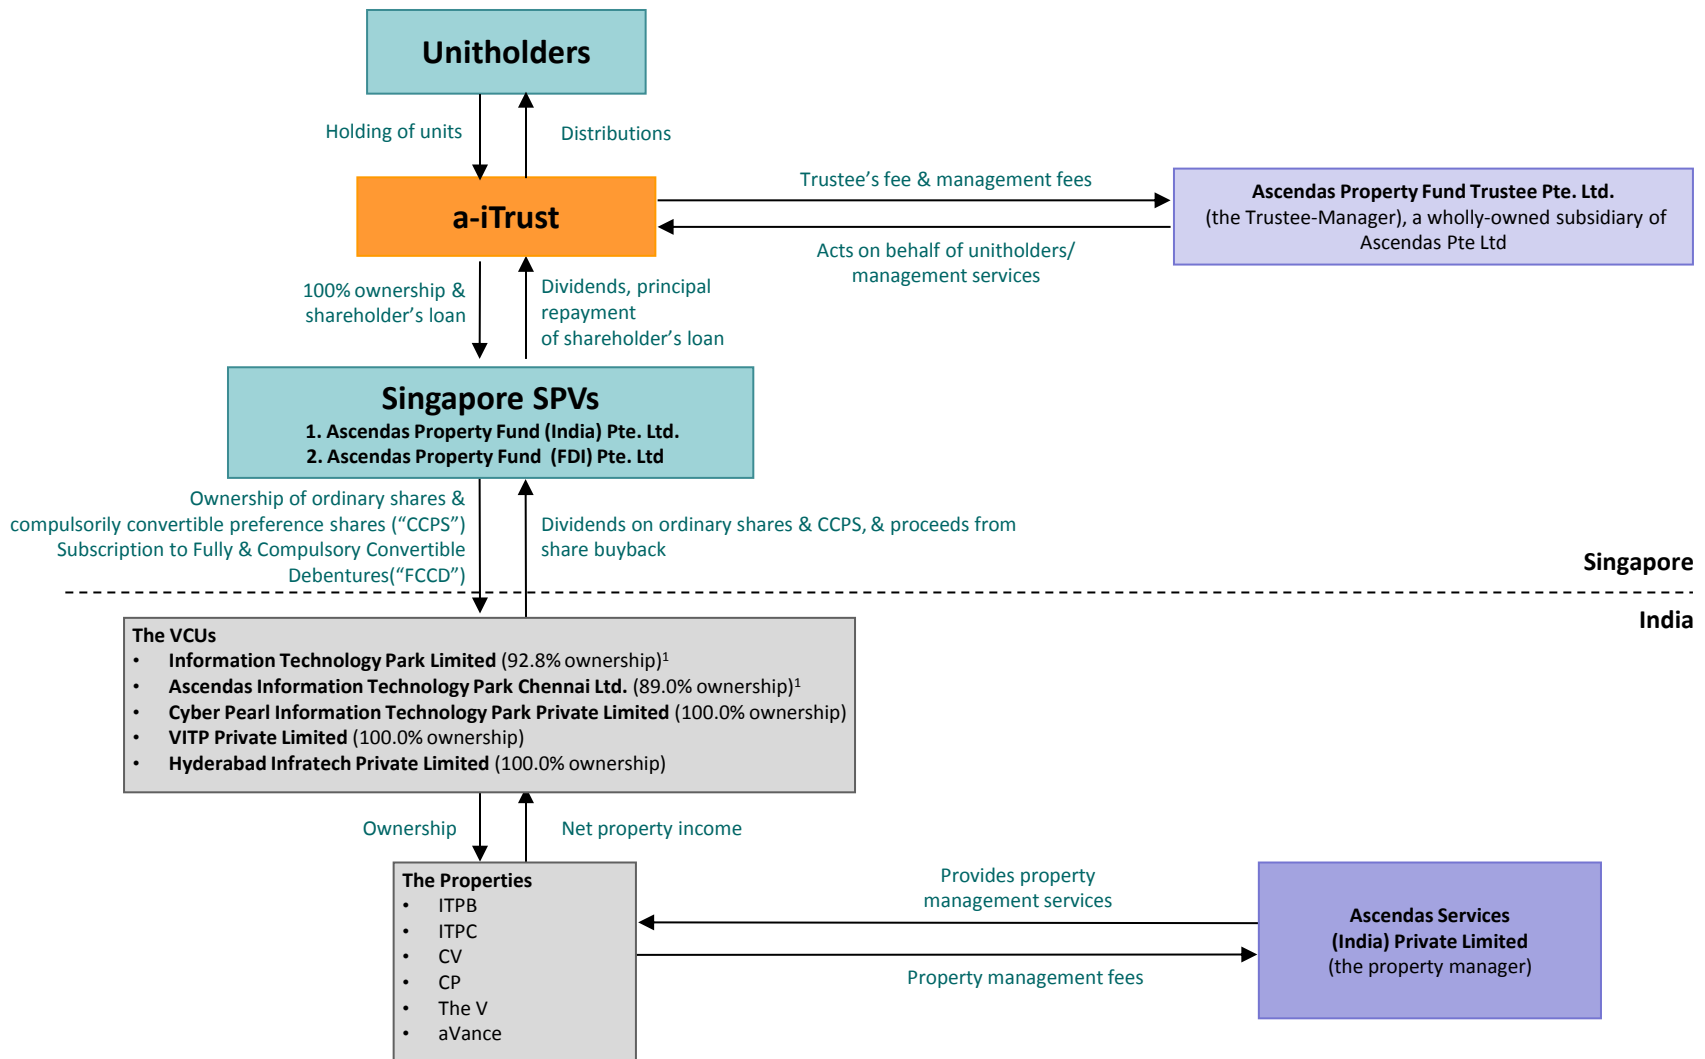 Unitholders
Holding of units
Distributions
a-iTrust
Trustee's fee & management fees
Acts on behalf of unitholders/
management services
Ascendas Property Fund Trustee Pte. Ltd.
(the Trustee-Manager), a wholly-owned subsidiary of
Ascendas Pte Ltd
100% ownership &
shareholder's loan
Dividends, principal
repayment
of shareholder's loan
Singapore SPVs
1. Ascendas Property Fund (India) Pte. Ltd.
2. Ascendas Property Fund (FDI) Pte. Ltd
Ownership of ordinary shares &
compulsorily convertible preference shares (“CCPS”)
Subscription to Fully & Compulsory Convertible
Debentures(“FCCD”)
Dividends on ordinary shares & CCPS, & proceeds from
share buyback
Singapore
India
The VCUs
• Information Technology Park Limited (92.8% ownership)¹
• Ascendas Information Technology Park Chennai Ltd. (89.0% ownership)¹
• Cyber Pearl Information Technology Park Private Limited (100.0% ownership)
• VITP Private Limited (100.0% ownership)
• Hyderabad Infratech Private Limited (100.0% ownership)
Ownership
Net property income
The Properties
• ITPB
• ITPC
• CV
• CP
• The V
• aVance
Provides property
management services
Property management fees
Ascendas Services
(India) Private Limited
(the property manager)